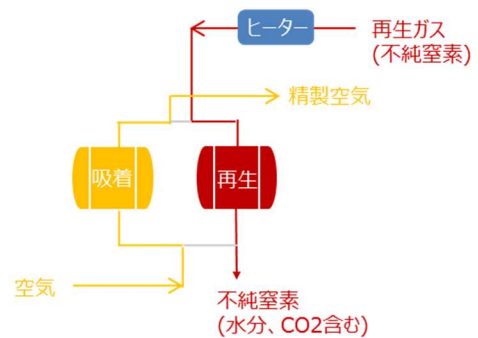 ヒーター
再生ガス
(不純窒素)
精製空気
吸着
再生
空気
不純窒素
(水分、CO2含む)